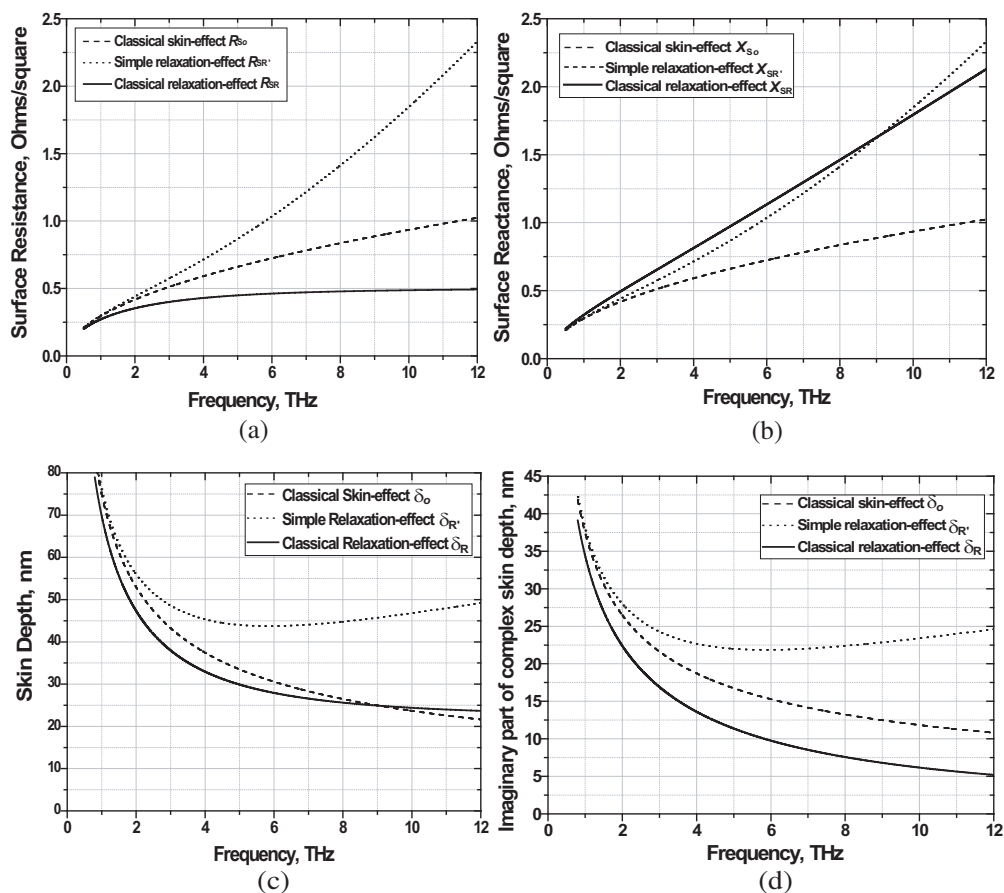 Surface Resistance, Ohms/square
2.5
2.0
1.5
1.0
0.5
0.0
Classical skin-effect Rso
Simple relaxation-effect RSR'
Classical relaxation-effect RSR
0 2 4 6 8 10 12
Frequency, THz
(a)
Surface Reactance, Ohms/square
2.5
2.0
1.5
1.0
0.5
0.0
Classical skin-effect XSo
Simple relaxation-effect XSR'
Classical relaxation-effect XSR
0 2 4 6 8 10 12
Frequency, THz
(b)
Skin Depth, nm
80
70
60
50
40
30
20
10
0
Classical Skin-effect δo
Simple Relaxation-effect δR'
Classical Relaxation-effect δR
0 2 4 6 8 10 12
Frequency, THz
(c)
Imaginary part of complex skin depth, nm
45
40
35
30
25
20
15
10
5
0
Classical skin-effect δo
Simple relaxation-effect δR'
Classical relaxation-effect δR
0 2 4 6 8 10 12
Frequency, THz
(d)